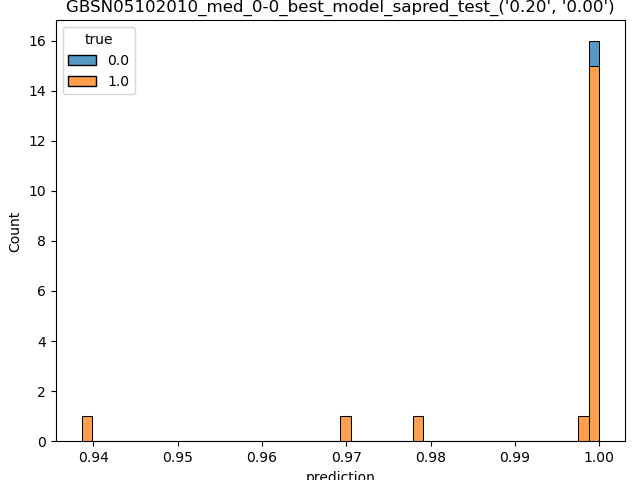 GBSN05102010_med_0-0_best_model_sapred_test_('0.20', '0.00')
true
0.0
1.0
Count
16
14
12
10
8
6
4
2
0
0.94 0.95 0.96 0.97 0.98 0.99 1.00
prediction